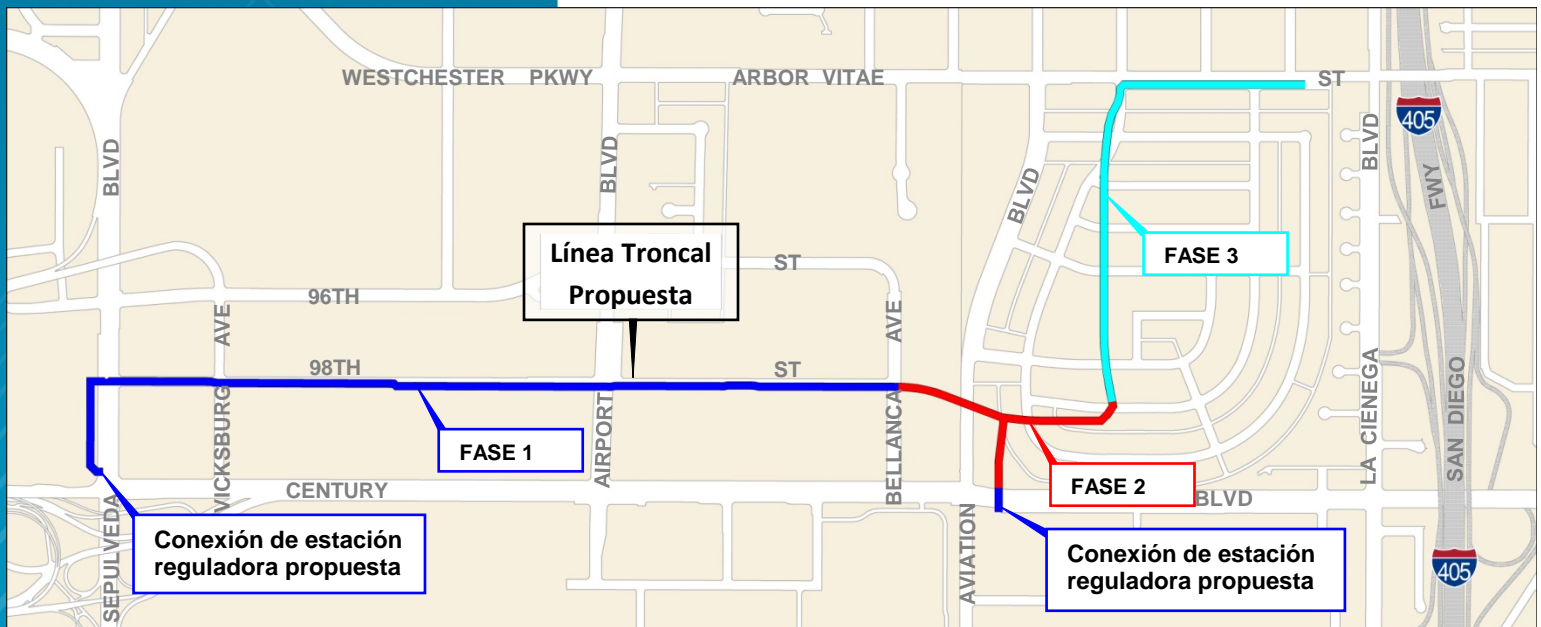 WESTCHESTER PKWY
ARBOR VITAE
ST
405
BLVD
BLVD
BLVD
BLVD
FWY
Línea Troncal
Propuesta
FASE 3
ST
96TH
AVE
AVE
98TH
ST
FASE 1
VICKSBURG
AIRPORT
BELLANCA
LA CIENEGA
SAN DIEGO
CENTURY
FASE 2
BLVD
SEPULVEDA
AVIATION
Conexión de estación
reguladora propuesta
Conexión de estación
reguladora propuesta
405